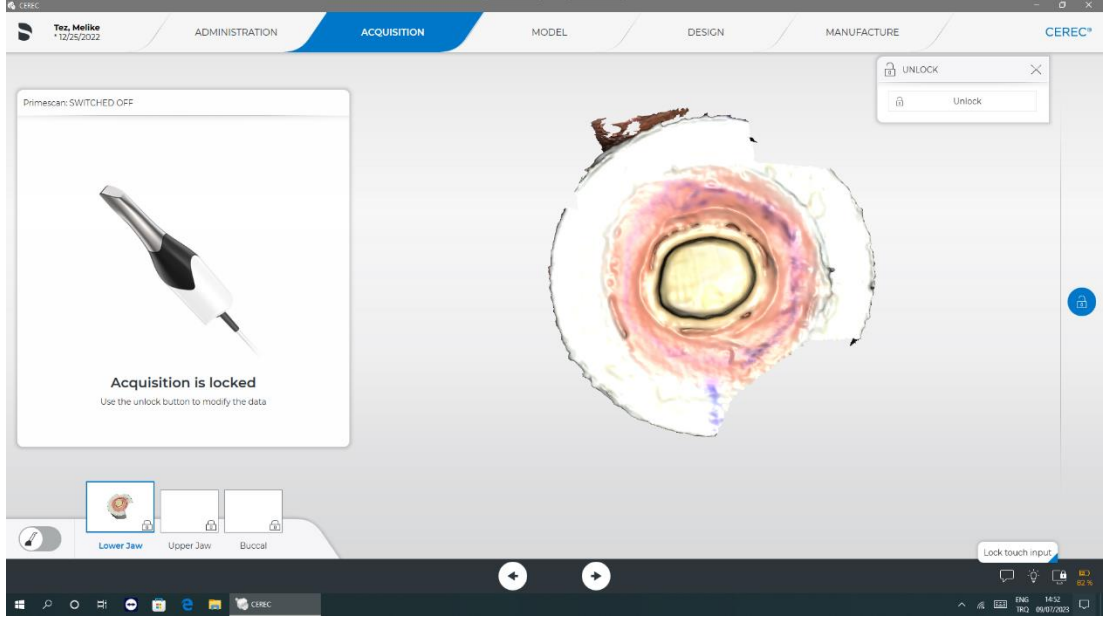 CEREC
Tez, Melike
* 12/25/2022
ADMINISTRATION
ACQUISITION
MODEL
DESIGN
MANUFACTURE
CEREC®
UNLOCK
Unlock
Primescan: SWITCHED OFF
Acquisition is locked
Use the unlock button to modify the data
Lower Jaw
Upper Jaw
Buccal
Lock touch input
82 %
CEREC
ENG
TRQ
14:52
09/07/2023